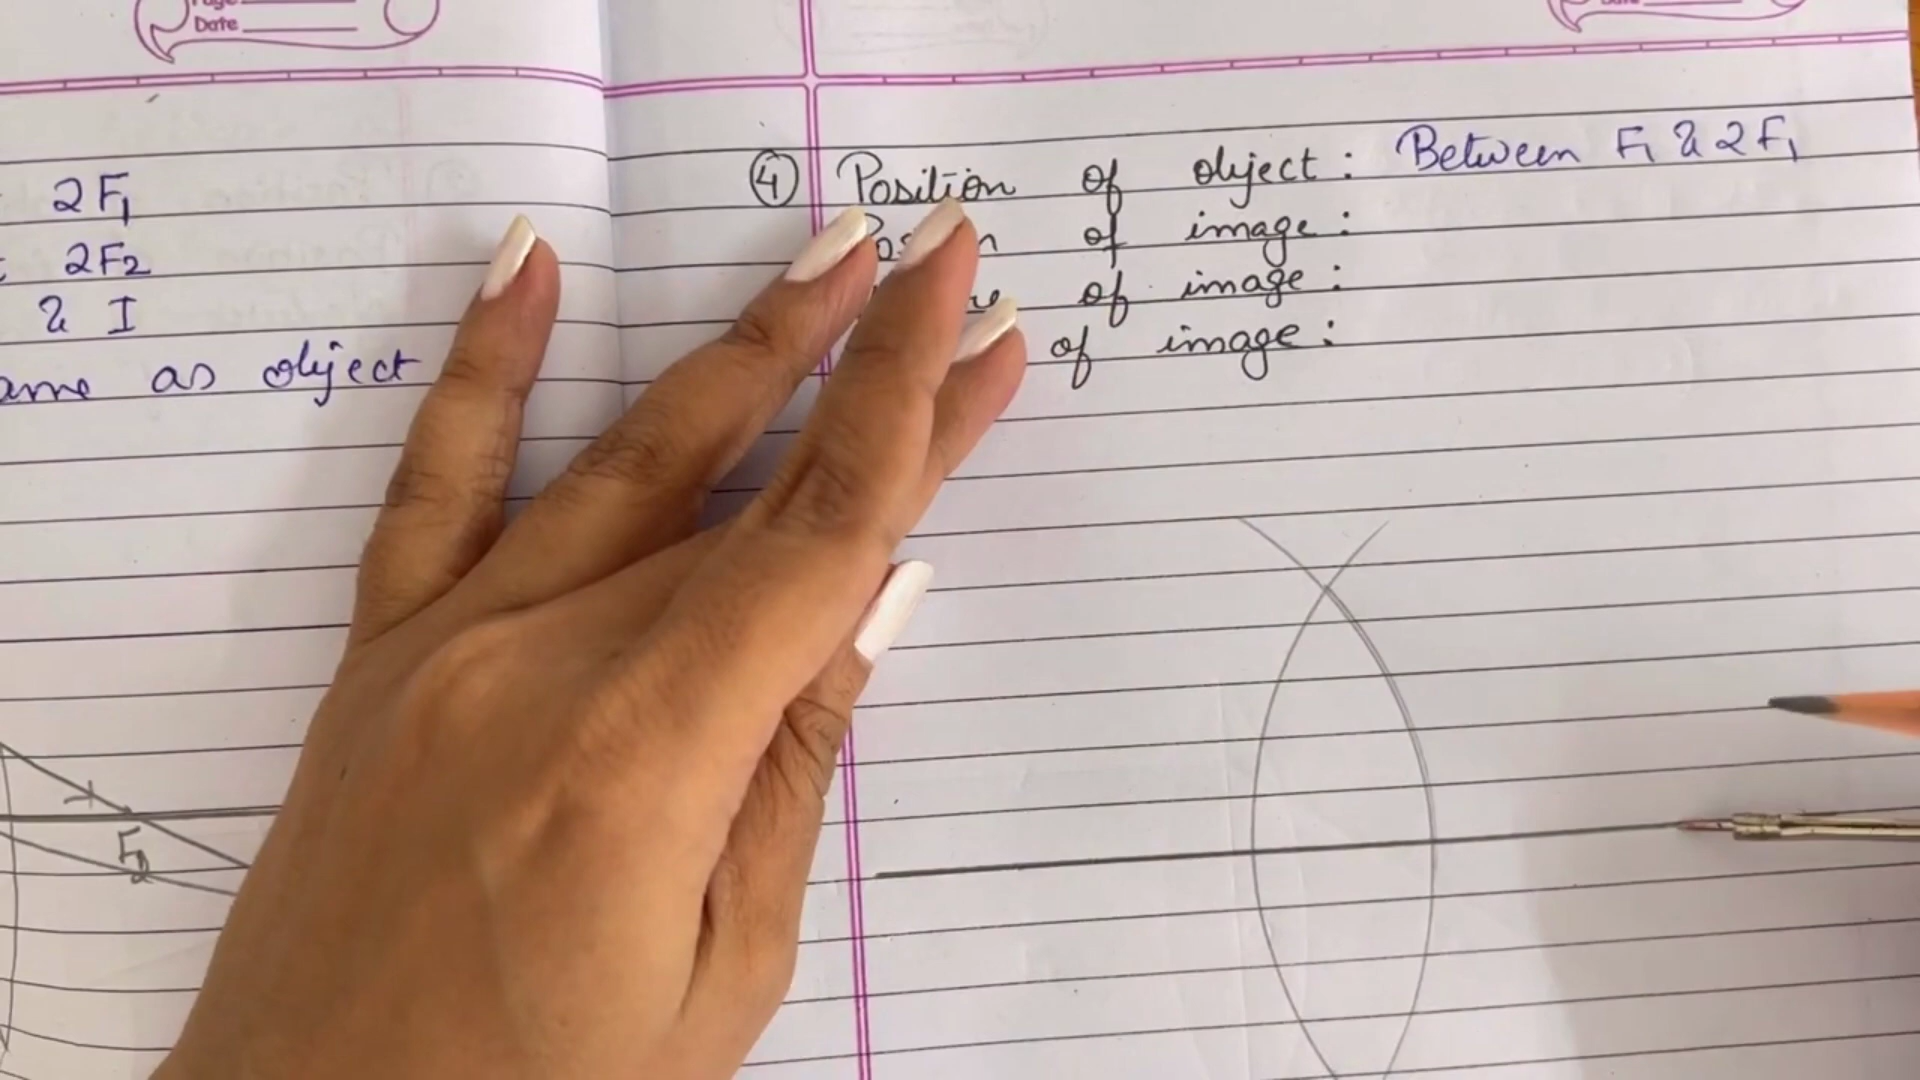 Date
2F1
2F2
& I
as object
F2
④ Position of object : Between F1 & 2F1
of image :
of image :
of image :